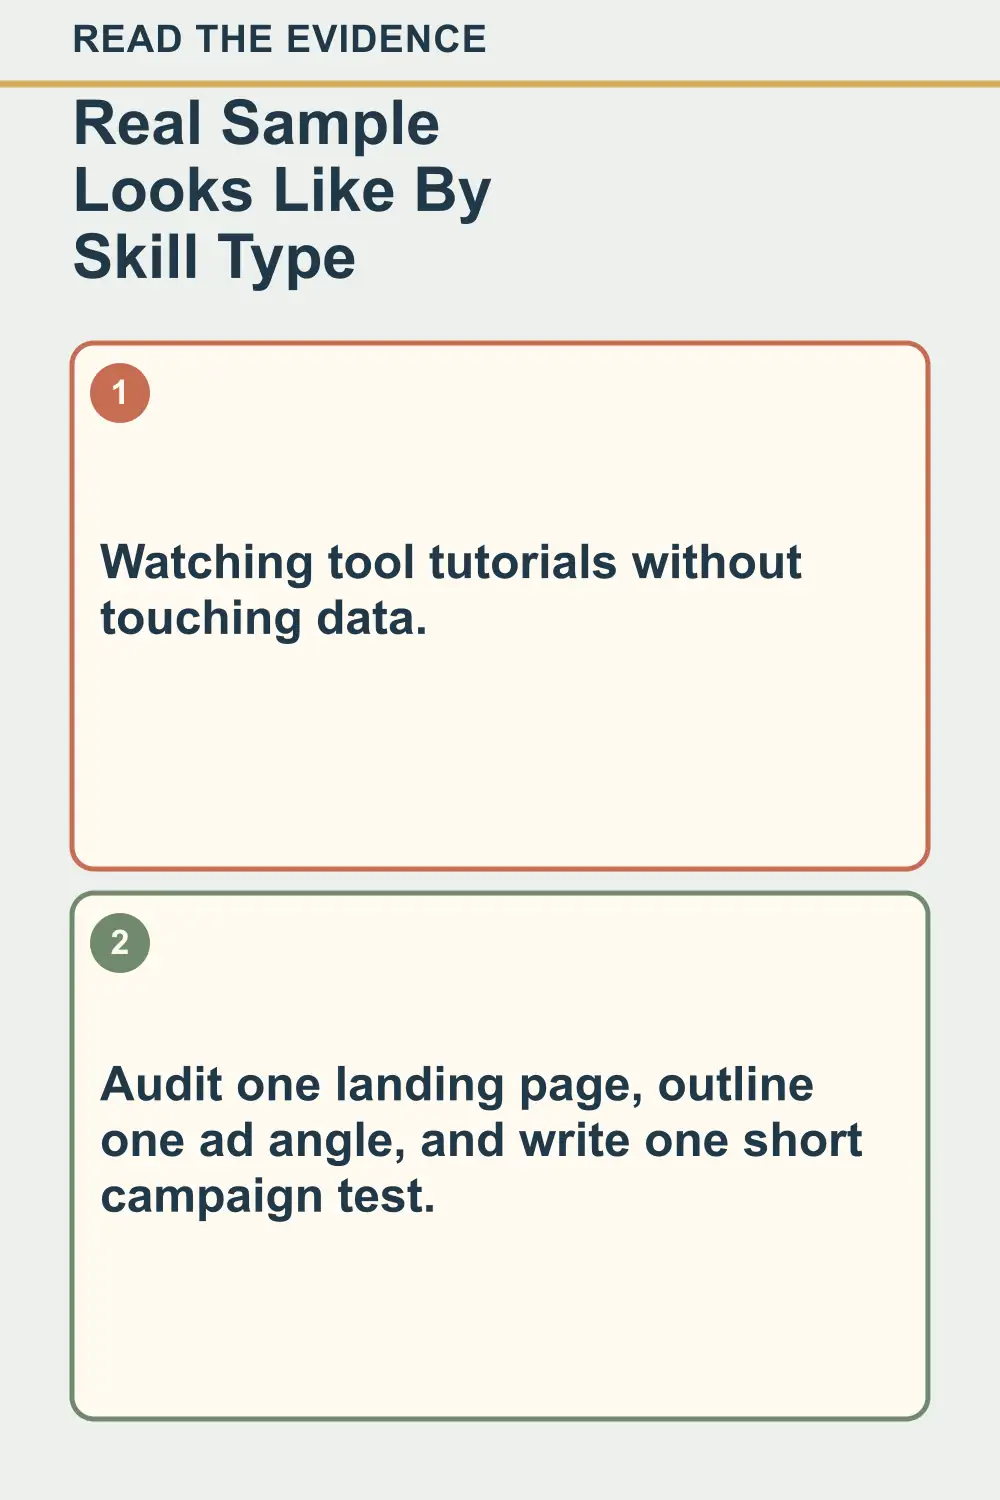 READ THE EVIDENCE
Real Sample
Looks Like By
Skill Type
1
Watching tool tutorials without
touching data.
2
Audit one landing page, outline
one ad angle, and write one short
campaign test.